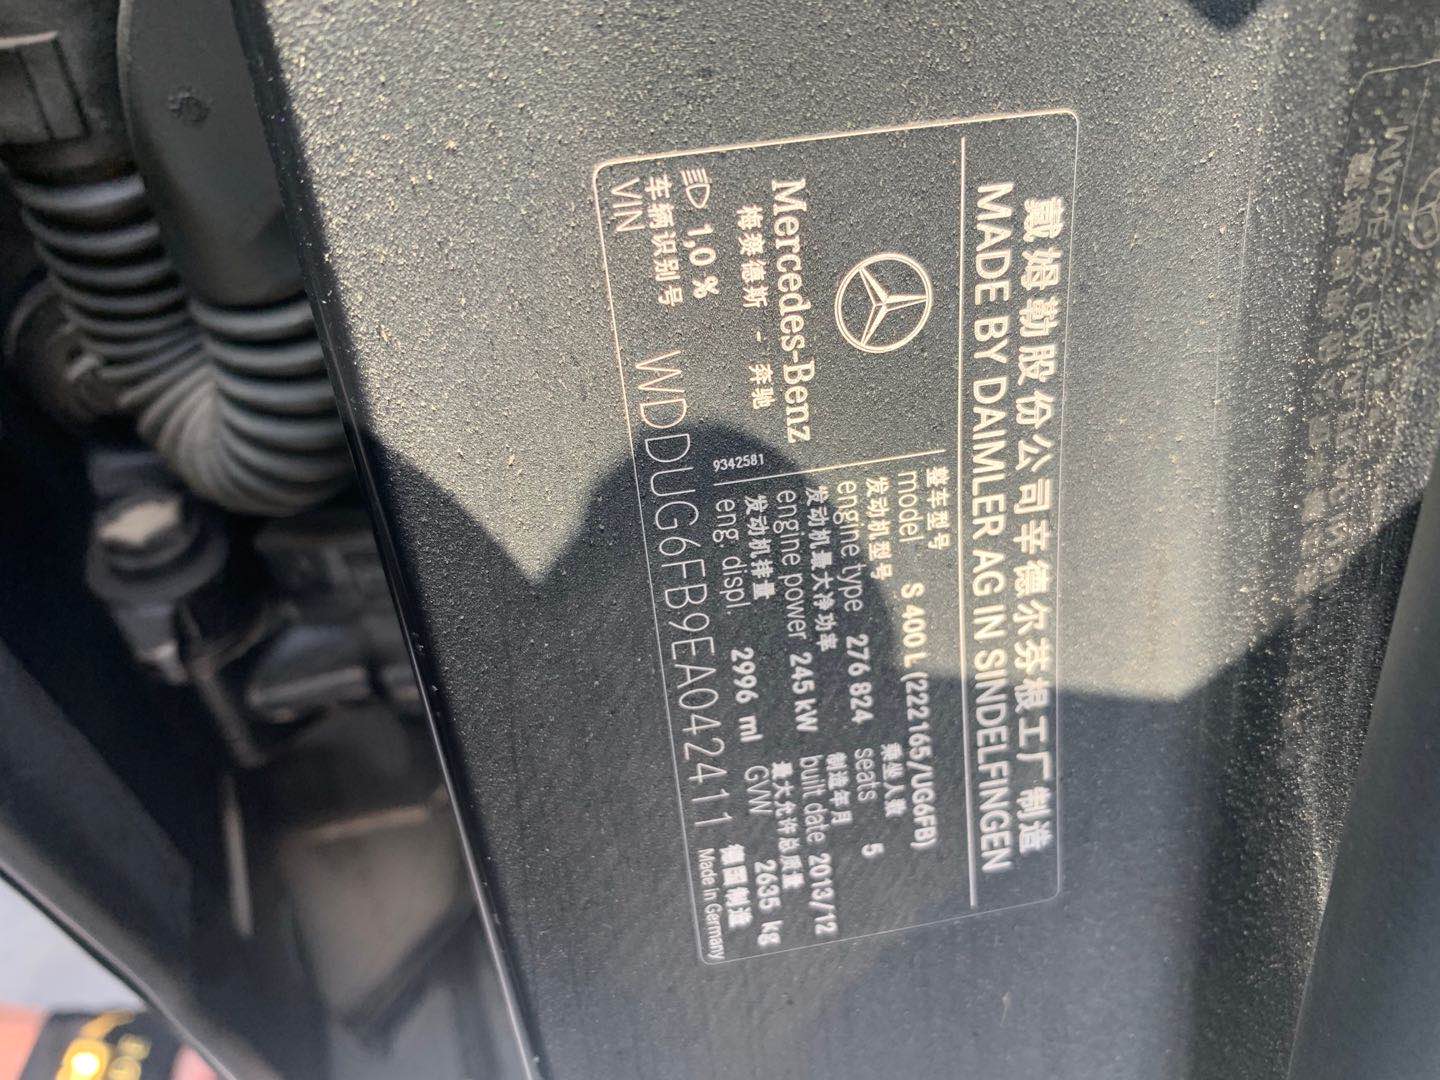 戴姆勒股份公司辛德尔芬根工厂制造
MADE BY DAIMLER AG IN SINDELFINGEN
Mercedes-Benz
梅赛德斯 - 奔驰
整车型号
model S 400 L (222165/UG6FB)
发动机型号 乘坐人数
engine type 276 824 seats 5
发动机最大净功率 制造年月
engine power 245 kW built date 2013/12
9342581
发动机排量 最大允许总质量
eng. displ. 2996 ml GVW 2635 kg
1,0 %
车辆识别号 德国制造
VIN WDDUG6FB9EA042411 Made in Germany